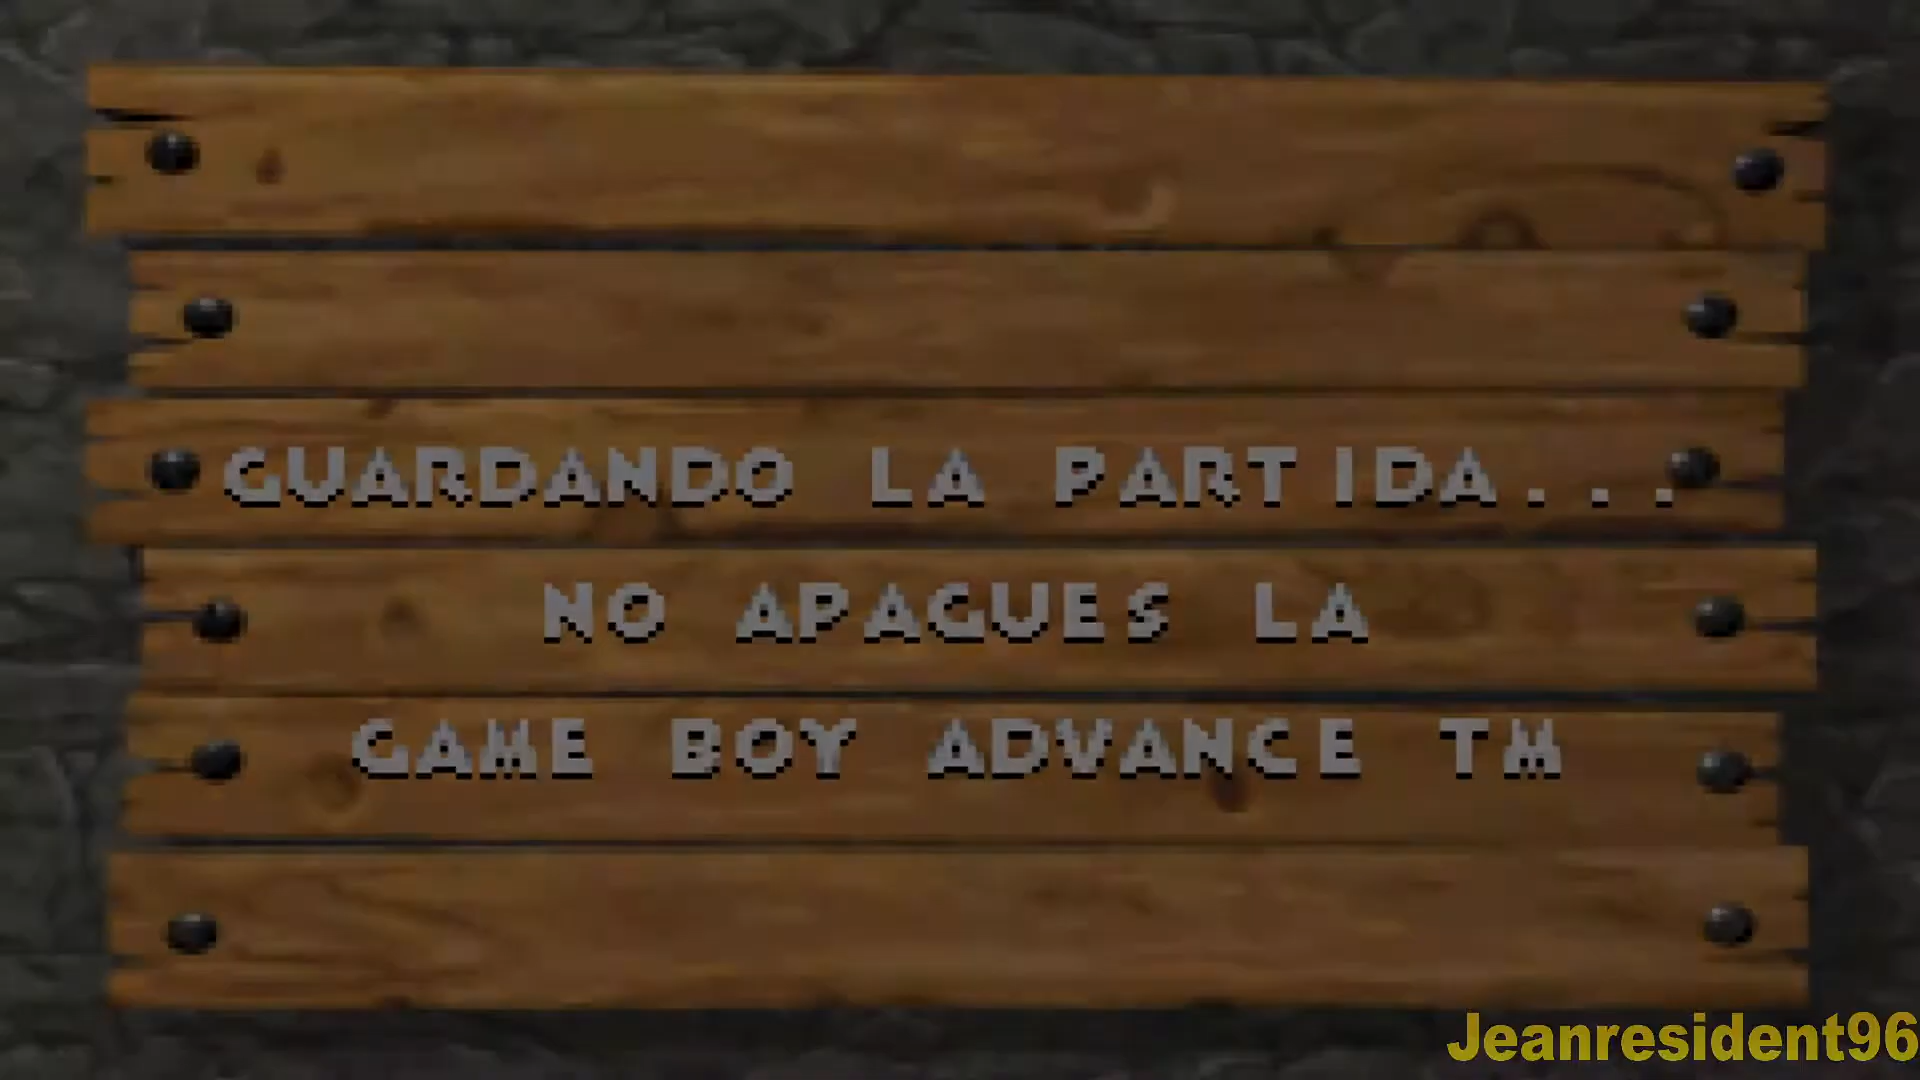 GUARDANDO LA PARTIDA...
NO APAGUES LA
GAME BOY ADVANCE TM
Jeanresident96